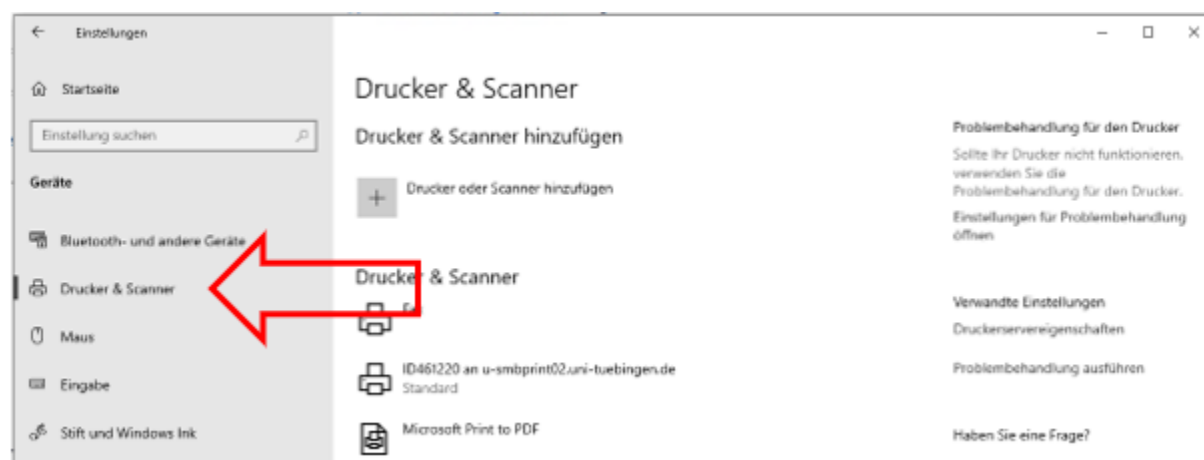 Einstellungen
Startseite
Einstellung suchen
Geräte
Bluetooth- und andere Geräte
Drucker & Scanner
Maus
Eingabe
Stift und Windows Ink
Drucker & Scanner
Drucker & Scanner hinzufügen
Drucker oder Scanner hinzufügen
Drucker & Scanner
ID461220 an u-smbprint02.uni-tuebingen.de
Standard
Microsoft Print to PDF
Problembehandlung für den Drucker
Sollte Ihr Drucker nicht funktionieren,
verwenden Sie die
Problembehandlung für den Drucker.
Einstellungen für Problembehandlung
öffnen
Verwandte Einstellungen
Druckerservereigenschaften
Problembehandlung ausführen
Haben Sie eine Frage?